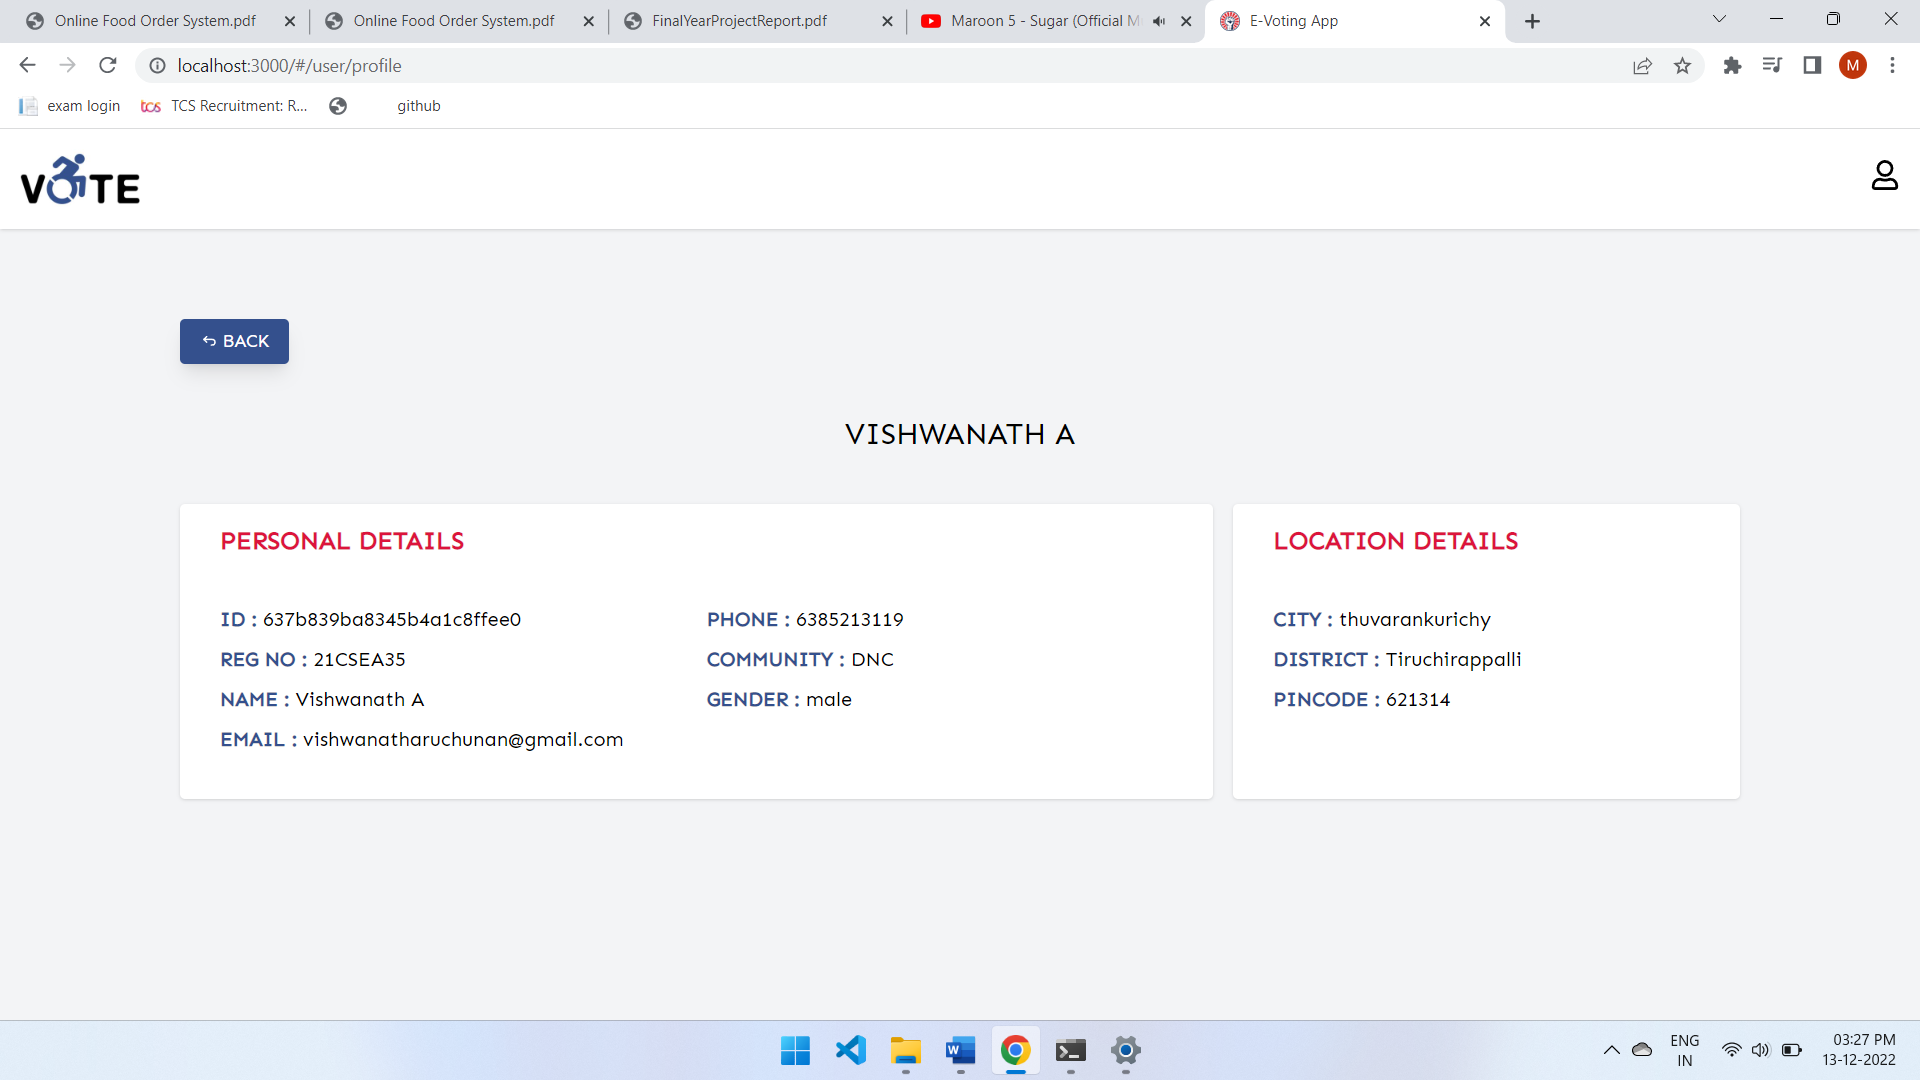 Online Food Order System.pdf
Online Food Order System.pdf
FinalYearProjectReport.pdf
Maroon 5 - Sugar (Official M
E-Voting App
localhost:3000/#/user/profile
M
exam login
tcs TCS Recruitment: R...
github
VOTE
BACK
VISHWANATH A
PERSONAL DETAILS
ID : 637b839ba8345b4a1c8ffee0
REG NO : 21CSEA35
NAME : Vishwanath A
EMAIL : vishwanatharuchunan@gmail.com
PHONE : 6385213119
COMMUNITY : DNC
GENDER : male
LOCATION DETAILS
CITY : thuvarankurichy
DISTRICT : Tiruchirappalli
PINCODE : 621314
W
ENG
IN
03:27 PM
13-12-2022